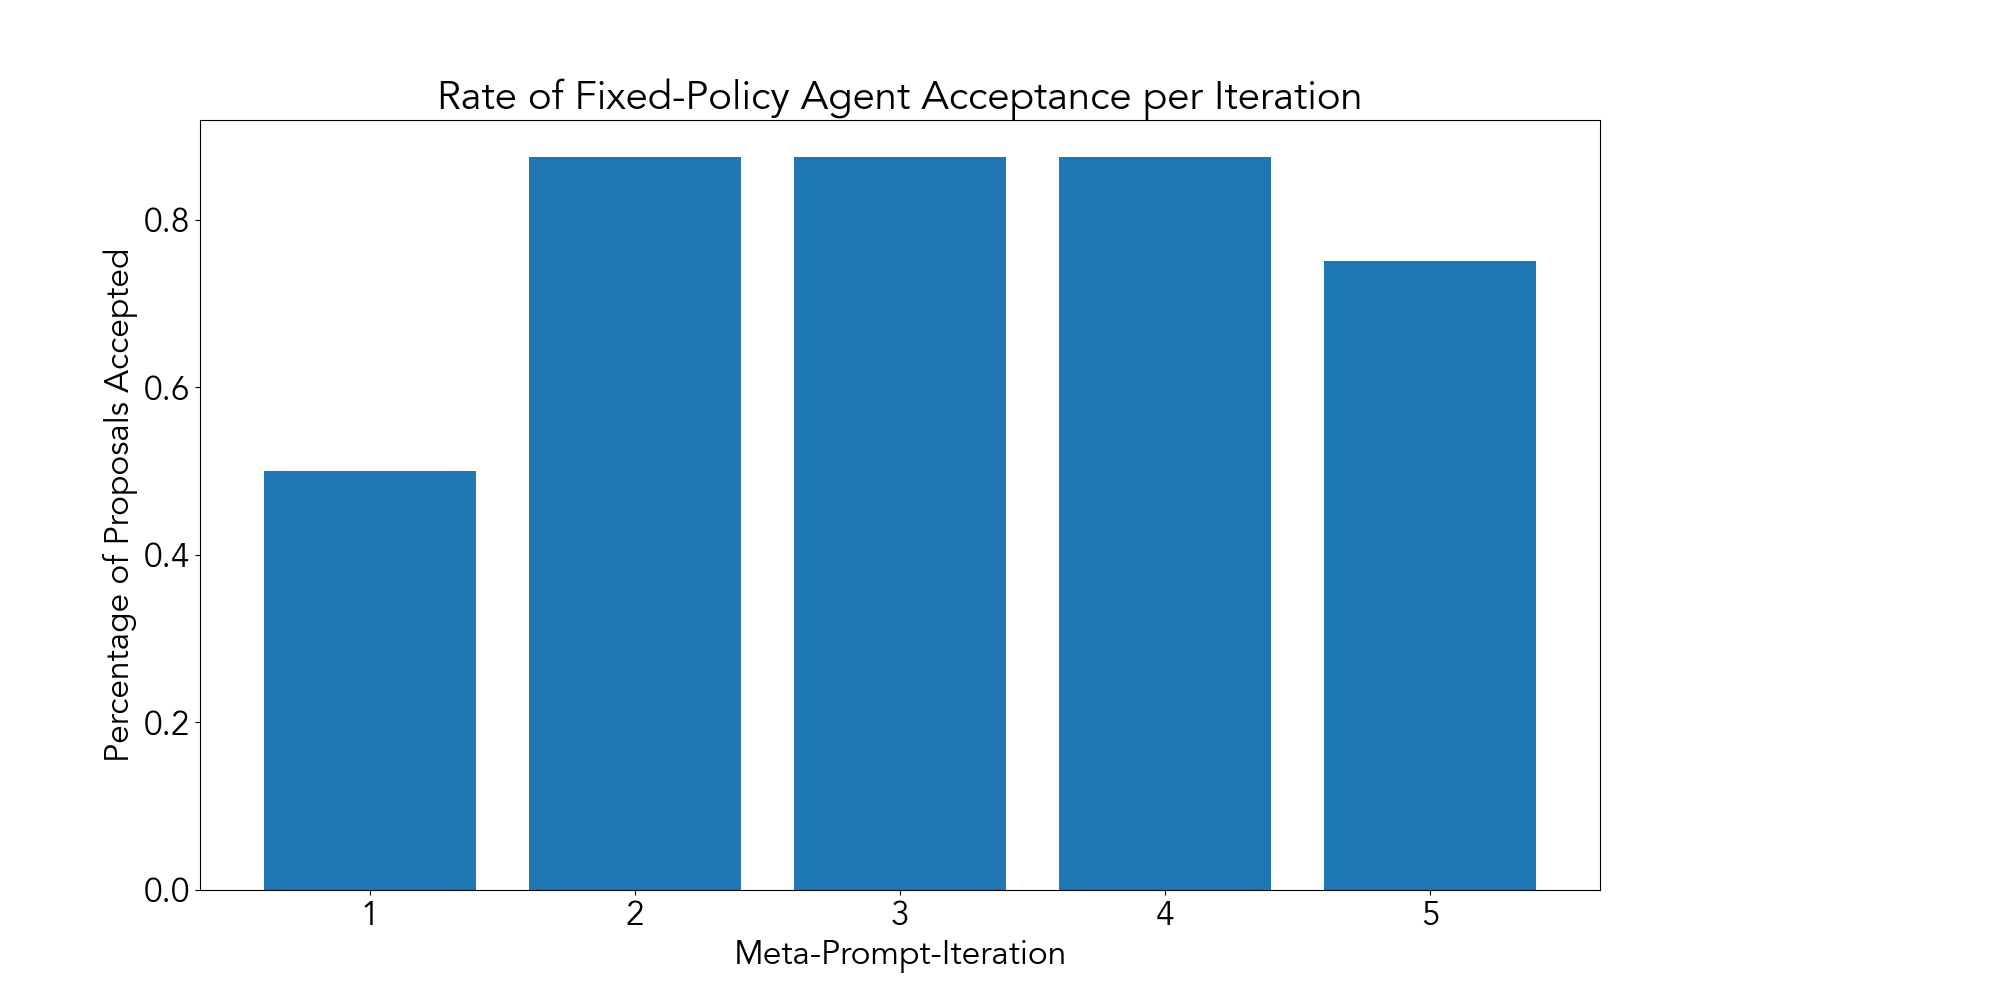 Rate of Fixed-Policy Agent Acceptance per Iteration
Percentage of Proposals Accepted
0.8
0.6
0.4
0.2
0.0
1 2 3 4 5
Meta-Prompt-Iteration